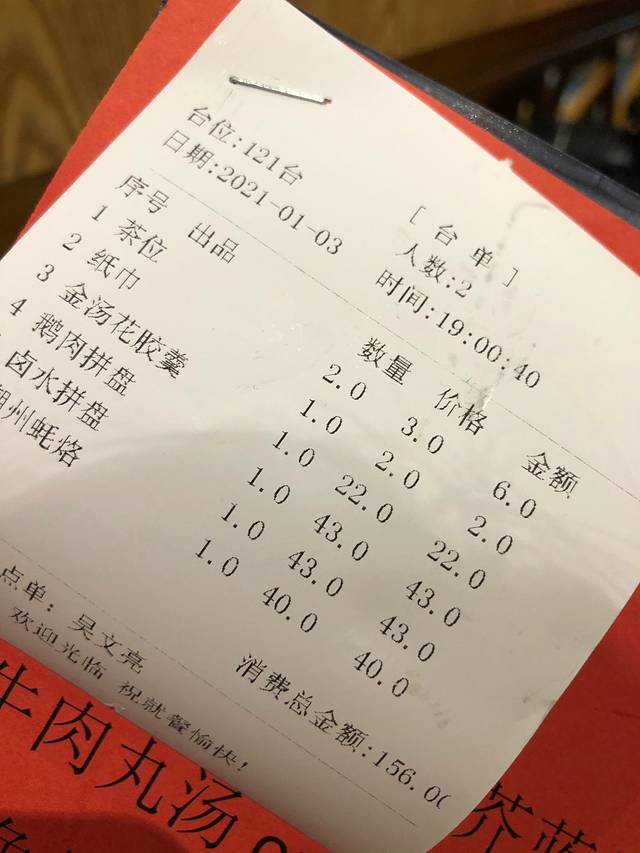 [台单]
台位:121台 人数:2
日期:2021-01-03 时间:19:00:40
序号 出品 数量 价格 金额
1 茶位 2.0 3.0 6.0
2 纸巾 1.0 2.0 2.0
3 金汤花胶羹 1.0 22.0 22.0
4 鹅肉拼盘 1.0 43.0 43.0
卤水拼盘 1.0 43.0 43.0
州蚝烙 1.0 40.0 40.0
消费总金额:156.0
点单: 吴文亮
欢迎光临 祝就餐愉快!
牛肉丸汤
芥